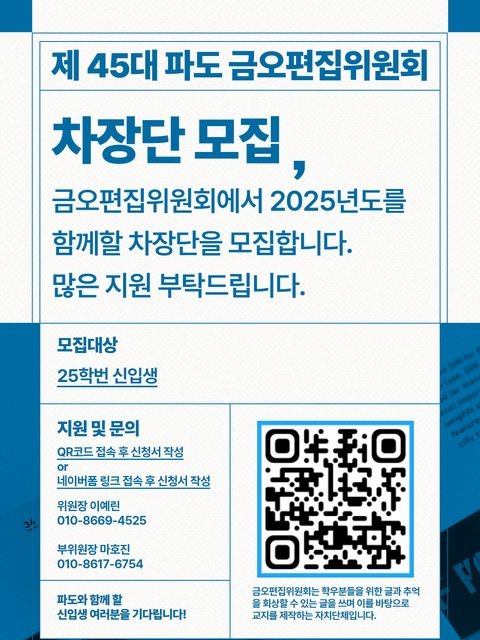 제 45대 파도 금오편집위원회
차장단 모집,
금오편집위원회에서 2025년도를
함께할 차장단을 모집합니다.
많은 지원 부탁드립니다.
모집대상
25학번 신입생
지원 및 문의
QR코드 접속 후 신청서 작성
or
네이버폼 링크 접속 후 신청서 작성
위원장 이예린
010-8669-4525
부위원장 마호진
010-8617-6754
파도와 함께 할
신입생 여러분을 기다립니다!
금오편집위원회는 학우분들을 위한 글과 추억
을 회상할 수 있는 글을 쓰며 이를 바탕으로
교지를 제작하는 자치단체입니다.